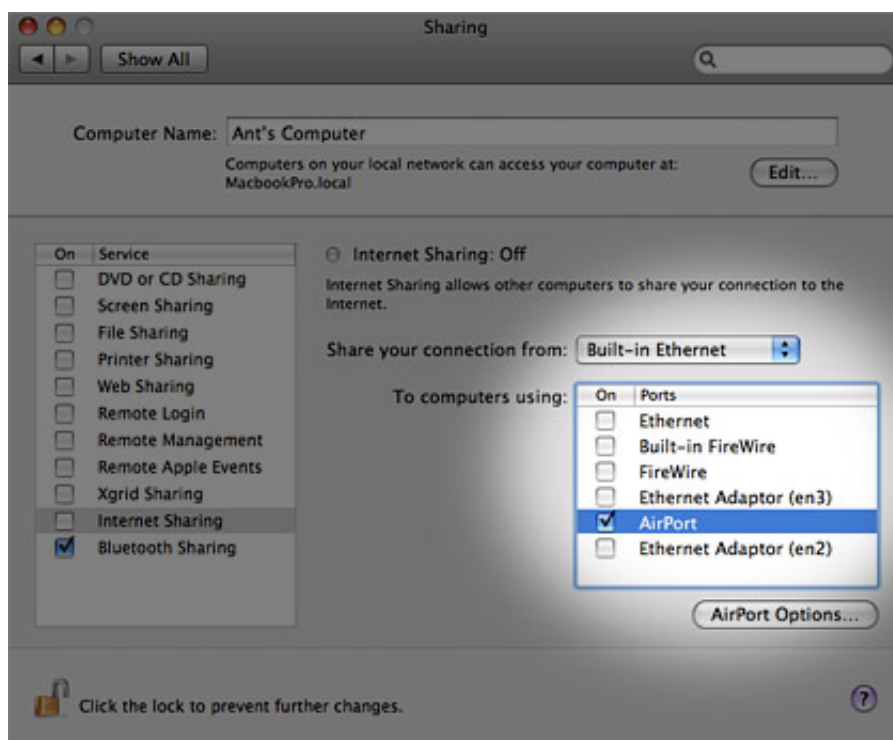 Sharing
Show All
Computer Name: Ant's Computer
Computers on your local network can access your computer at:
MacbookPro.local
Edit...
On Service
DVD or CD Sharing
Screen Sharing
File Sharing
Printer Sharing
Web Sharing
Remote Login
Remote Management
Remote Apple Events
Xgrid Sharing
Internet Sharing
Bluetooth Sharing
Internet Sharing: Off
Internet Sharing allows other computers to share your connection to the
Internet.
Share your connection from: Built-in Ethernet
To computers using:
On Ports
Ethernet
Built-in FireWire
FireWire
Ethernet Adaptor (en3)
AirPort
Ethernet Adaptor (en2)
AirPort Options...
Click the lock to prevent further changes.
?